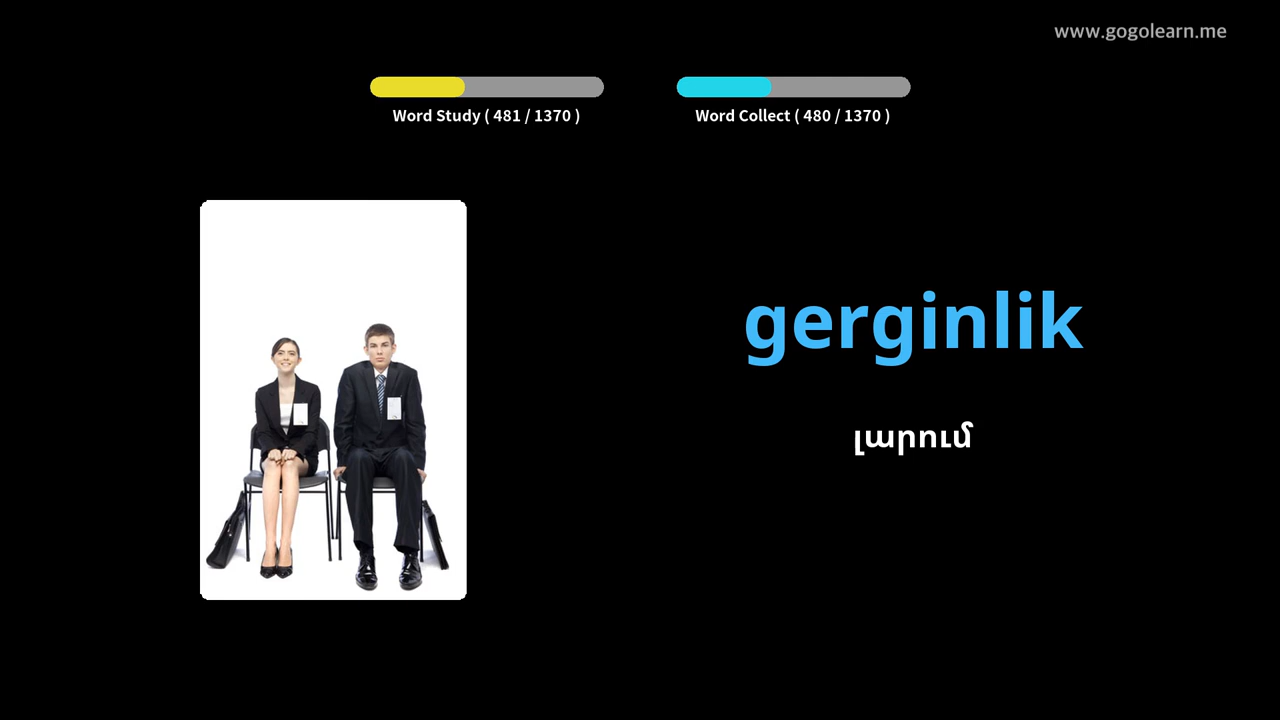 www.gogolearn.me
Word Study ( 481 / 1370 )
Word Collect ( 480 / 1370 )
gerginlik
լարում